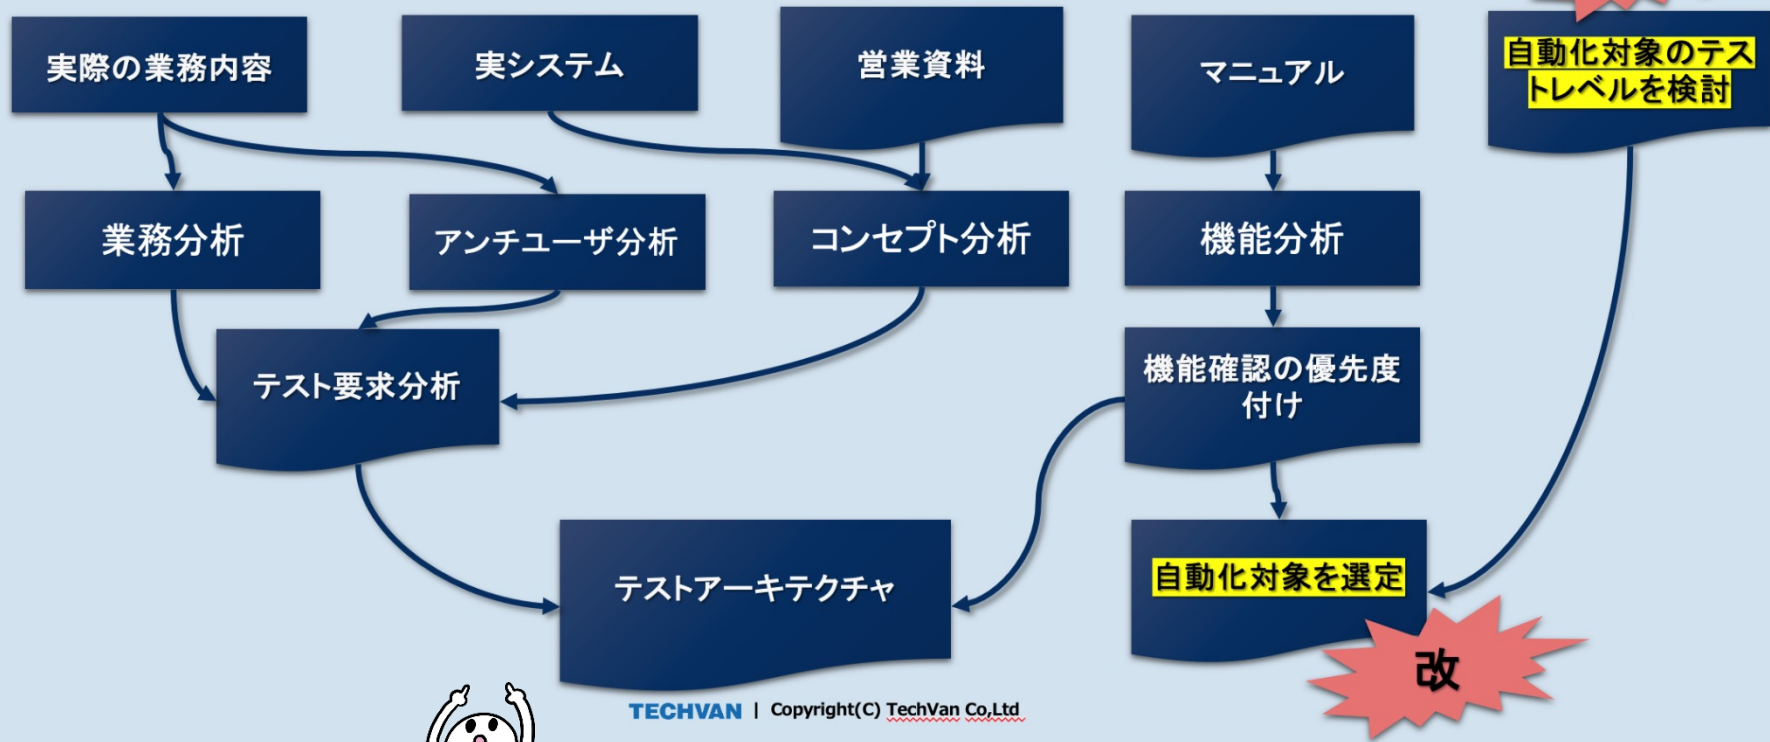 実際の業務内容
実システム
営業資料
マニュアル
自動化対象のテス
トレベルを検討
業務分析
アンチユーザ分析
コンセプト分析
機能分析
テスト要求分析
機能確認の優先度
付け
テストアーキテクチャ
自動化対象を選定
改
TECHVAN | Copyright(C) TechVan Co,Ltd